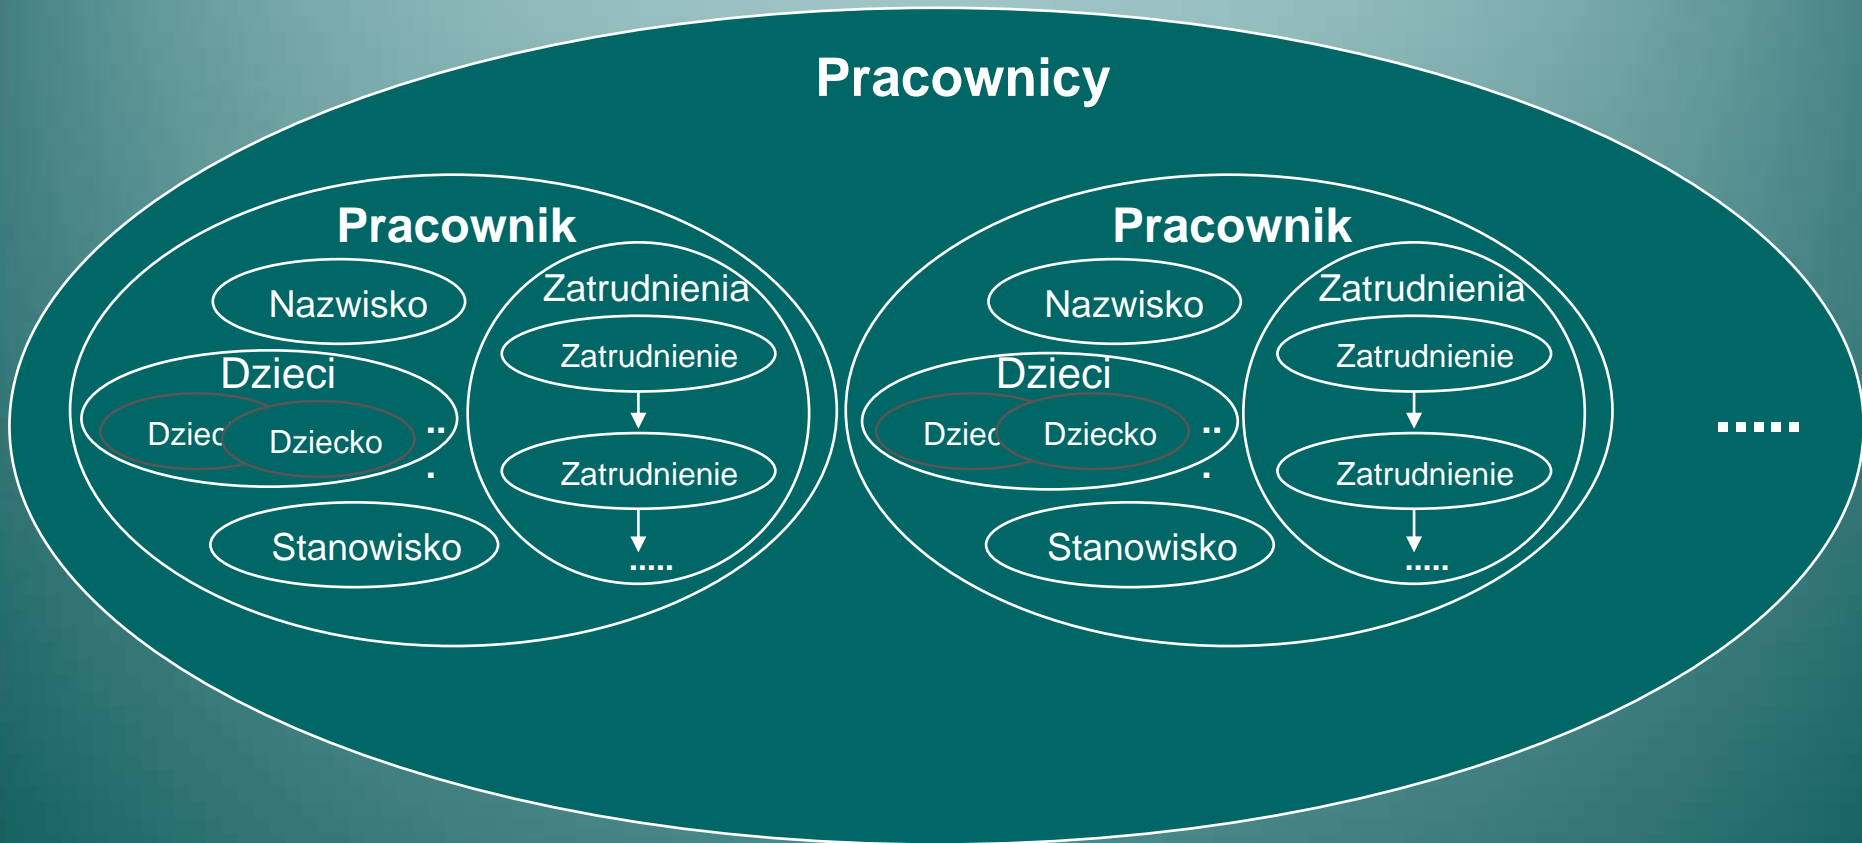 Pracownicy
Pracownik
Nazwisko
Zatrudnienia
Zatrudnienie
Dzieci
Dziec
Dziecko
..
.
Zatrudnienie
Stanowisko
.....
Pracownik
Nazwisko
Zatrudnienia
Zatrudnienie
Dzieci
Dziec
Dziecko
..
.
Zatrudnienie
Stanowisko
.....
.....